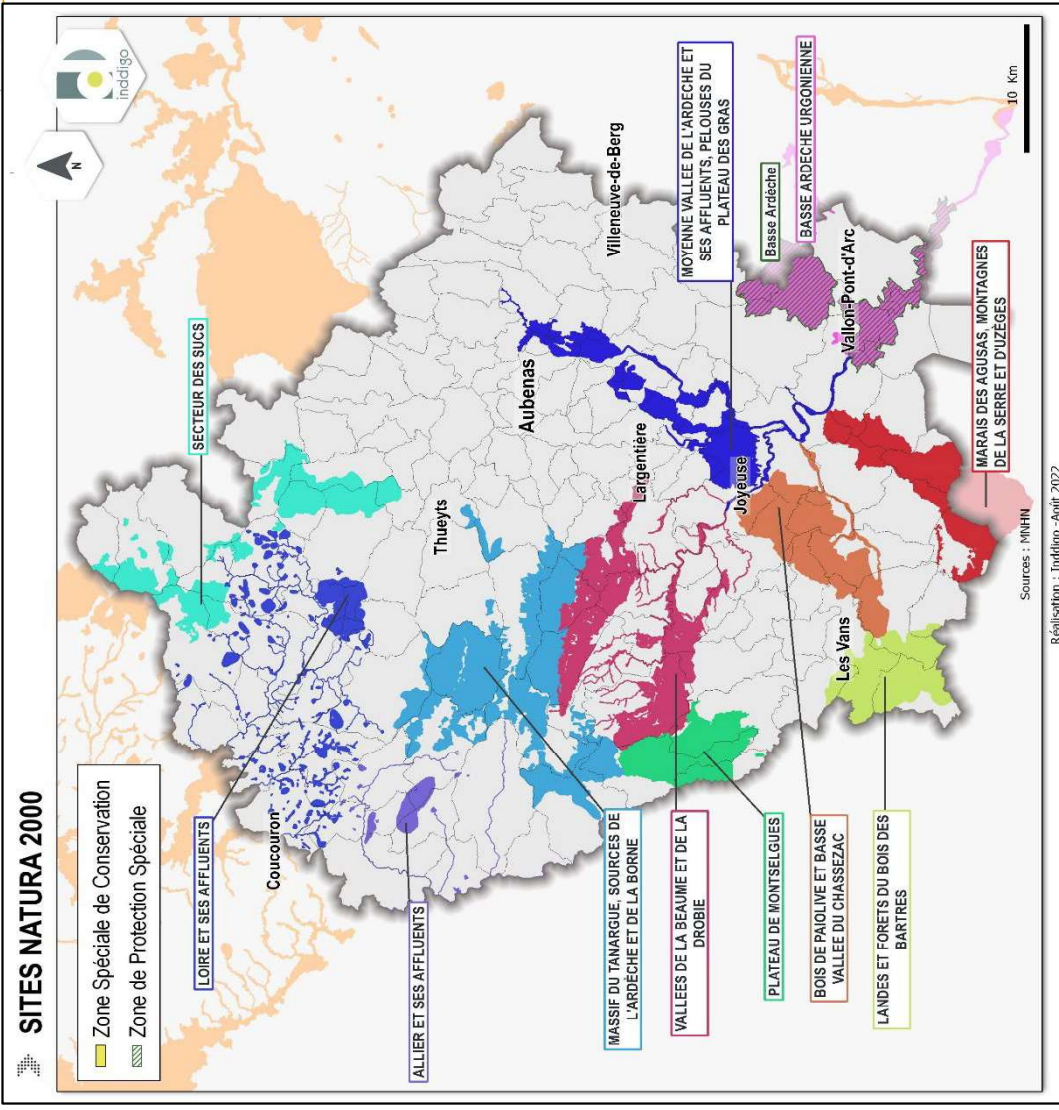 SITES NATURA 2000
inddigo
N
Zone Spéciale de Conservation
Zone de Protection Spéciale
SECTEUR DES SUCS
LOIRE ET SES AFFLUENTS
Coucouron
ALLIER ET SES AFFLUENTS
MASSIF DU TANARGUE, SOURCES DE
L'ARDÈCHE ET DE LA BORNE
VALLEES DE LA BEAUME ET DE LA
DROBIE
PLATEAU DE MONTSELGUES
BOIS DE PAIOLIVE ET BASSE
VALLEE DU CHASSEZAC
LANDES ET FORETS DU BOIS DES
BARTRES
Thueyts
Aubenas
Largentière
Joyeuse
Les Vans
Villeneuve-de-Berg
Vallon-Pont-d'Arc
MOYENNE VALLEE DE L'ARDECHE ET
SES AFFLUENTS, PELOUSES DU
PLATEAU DES GRAS
Basse Ardèche
BASSE ARDECHE URGONIENNE
MARAIS DES AGUSAS, MONTAGNES
DE LA SERRE ET D'UZÈGES
10 Km
Sources : MNHN
Réalisation : Inddigo -Août 2022